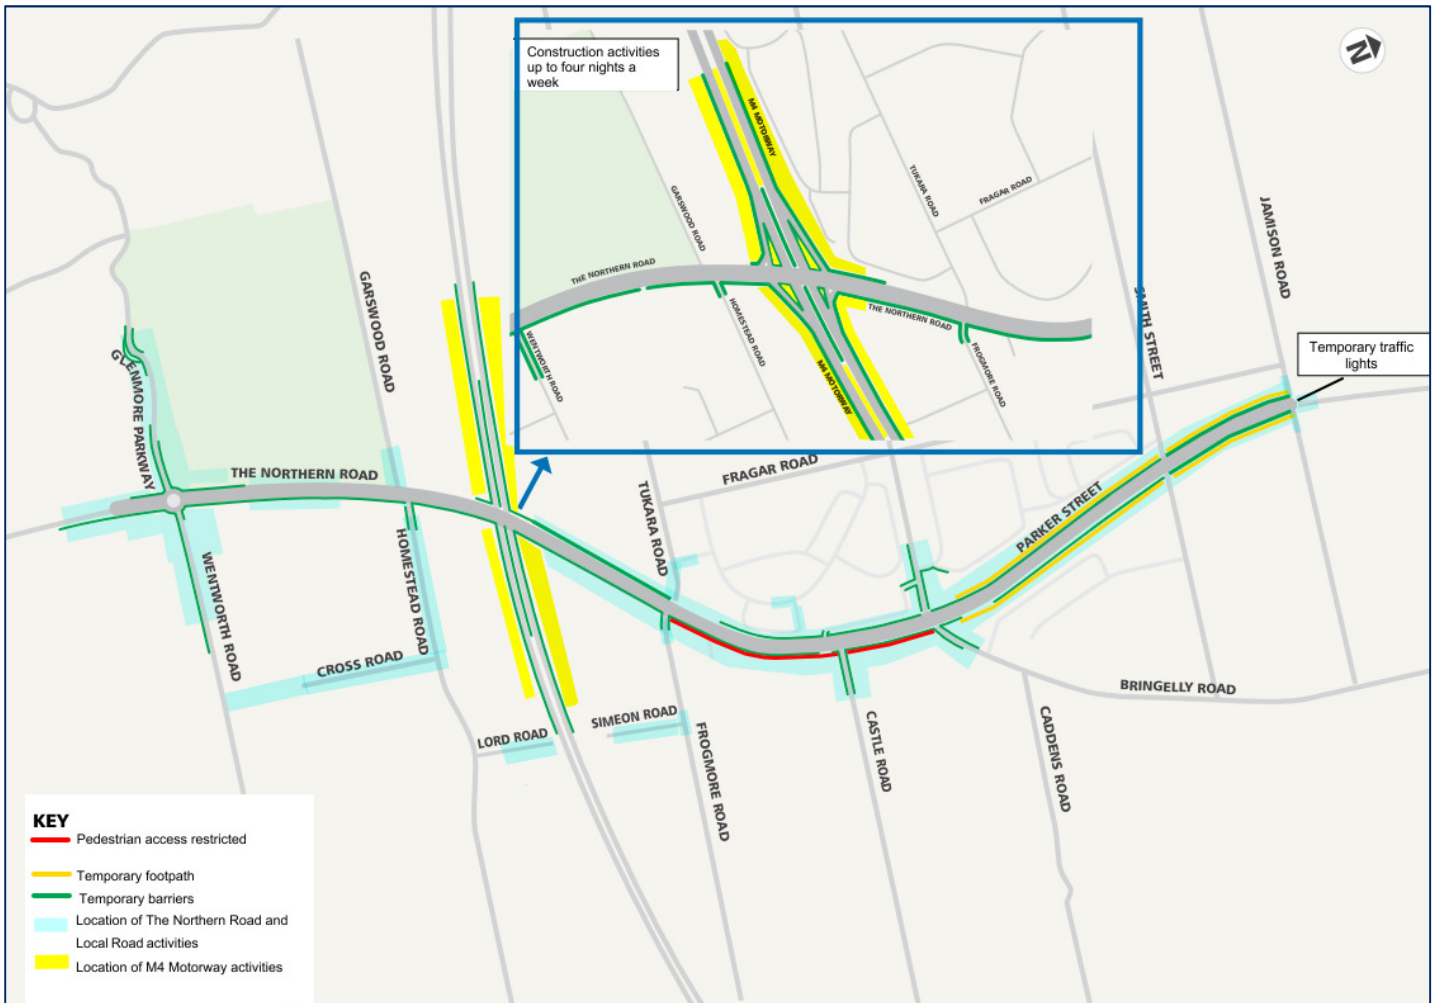 Construction activities
up to four nights a
week
N
M4 MOTORWAY
TUKARA ROAD
FRAGAR ROAD
GARSWOOD ROAD
THE NORTHERN ROAD
HOMESTEAD ROAD
THE NORTHERN ROAD
WENTWORTH ROAD
FROGMORE ROAD
M4 MOTORWAY
JAMISON ROAD
SMITH STREET
Temporary traffic
lights
GARSWOOD ROAD
GLENMORE PARKWAY
THE NORTHERN ROAD
FRAGAR ROAD
TUKARA ROAD
PARKER STREET
WENTWORTH ROAD
HOMESTEAD ROAD
CROSS ROAD
BRINGELLY ROAD
SIMEON ROAD
LORD ROAD
FROGMORE ROAD
CASTLE ROAD
CADDENS ROAD
KEY
Pedestrian access restricted
Temporary footpath
Temporary barriers
Location of The Northern Road and
Local Road activities
Location of M4 Motorway activities